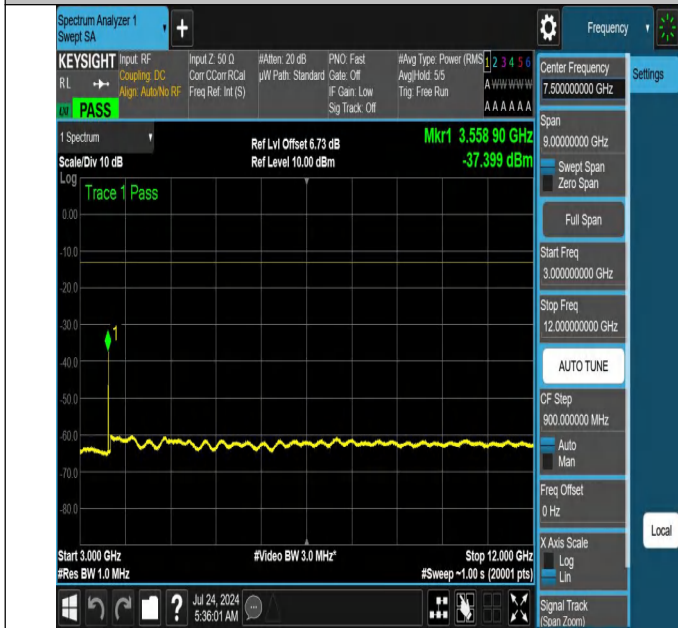 Spectrum Analyzer 1
Swept SA
+
Frequency
KEYSIGHT
RL
PASS
Input: RF
Coupling: DC
Align: Auto/No RF
Input Z: 50 Ω
Corr CCorr RCal
Freq Ref: Int (S)
#Atten: 20 dB
µW Path: Standard
PNO: Fast
Gate: Off
IF Gain: Low
Sig Track: Off
#Avg Type: Power (RMS
Avg|Hold: 5/5
Trig: Free Run
1 2 3 4 5 6
A W W W W W
A A A A A A
Center Frequency
7.500000000 GHz
Settings
Span
9.00000000 GHz
Swept Span
Zero Span
Full Span
Start Freq
3.000000000 GHz
Stop Freq
12.000000000 GHz
AUTO TUNE
CF Step
900.000000 MHz
Auto
Man
Freq Offset
0 Hz
X Axis Scale
Log
Lin
Signal Track
(Span Zoom)
Local
1 Spectrum
Scale/Div 10 dB
Ref Lvl Offset 6.73 dB
Ref Level 10.00 dBm
Mkr1 3.558 90 GHz
-37.399 dBm
Log
Trace 1 Pass
0.00
-10.0
-20.0
-30.0
1
-40.0
-50.0
-60.0
-70.0
-80.0
Start 3.000 GHz
#Res BW 1.0 MHz
#Video BW 3.0 MHz*
Stop 12.000 GHz
#Sweep ~1.00 s (20001 pts)
?
Jul 24, 2024
5:36:01 AM